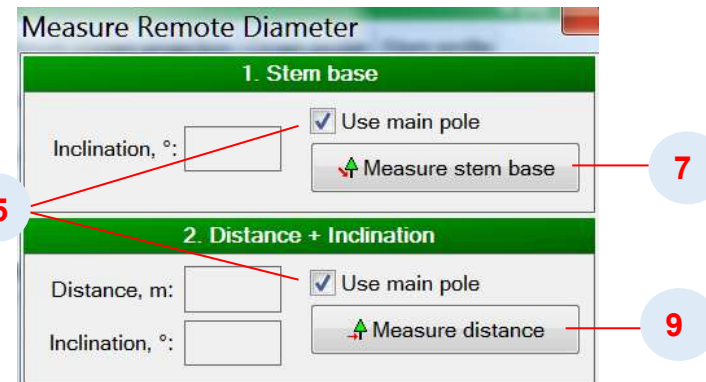 Measure Remote Diameter
1. Stem base
Use main pole
Inclination, °:
Measure stem base
7
5
2. Distance + Inclination
Distance, m:
Use main pole
Measure distance
9
Inclination, °: